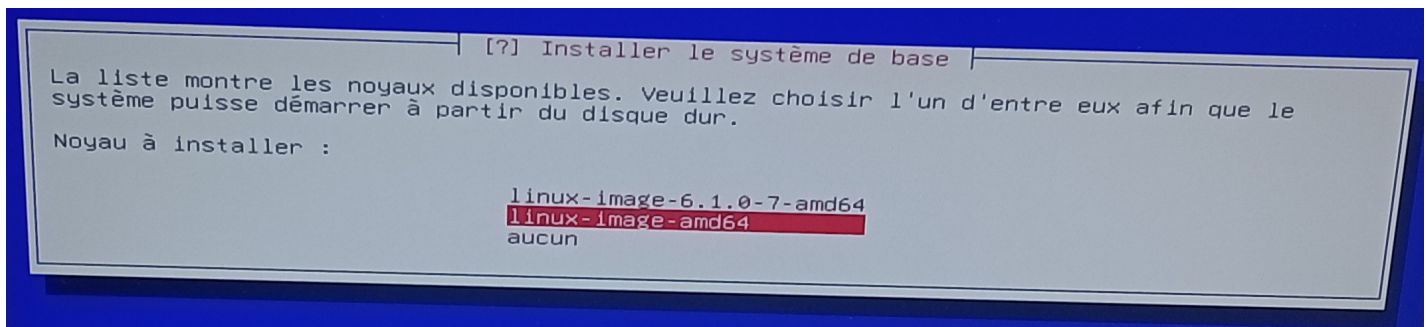 [?] Installer le système de base
La liste montre les noyaux disponibles. Veuillez choisir l'un d'entre eux afin que le
système puisse démarrer à partir du disque dur.
Noyau à installer :
linux-image-6.1.0-7-amd64
linux-image-amd64
aucun